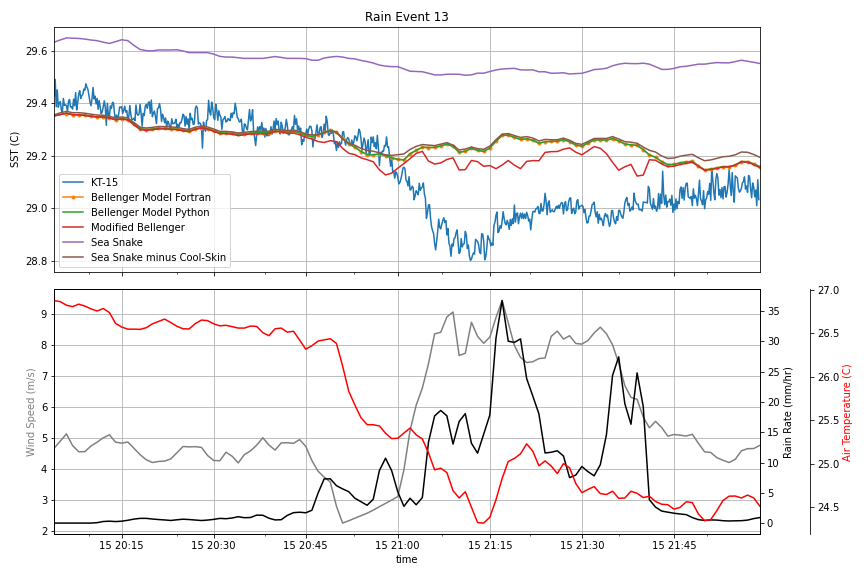 Rain Event 13
29.6
29.4
29.2
29.0
28.8
SST (C)
KT-15
Bellenger Model Fortran
Bellenger Model Python
Modified Bellenger
Sea Snake
Sea Snake minus Cool-Skin
9
8
7
6
5
4
3
2
Wind Speed (m/s)
35
30
25
20
15
10
5
0
Rain Rate (mm/hr)
27.0
26.5
26.0
25.5
25.0
24.5
Air Temperature (C)
15 20:15
15 20:30
15 20:45
15 21:00
15 21:15
15 21:30
15 21:45
time